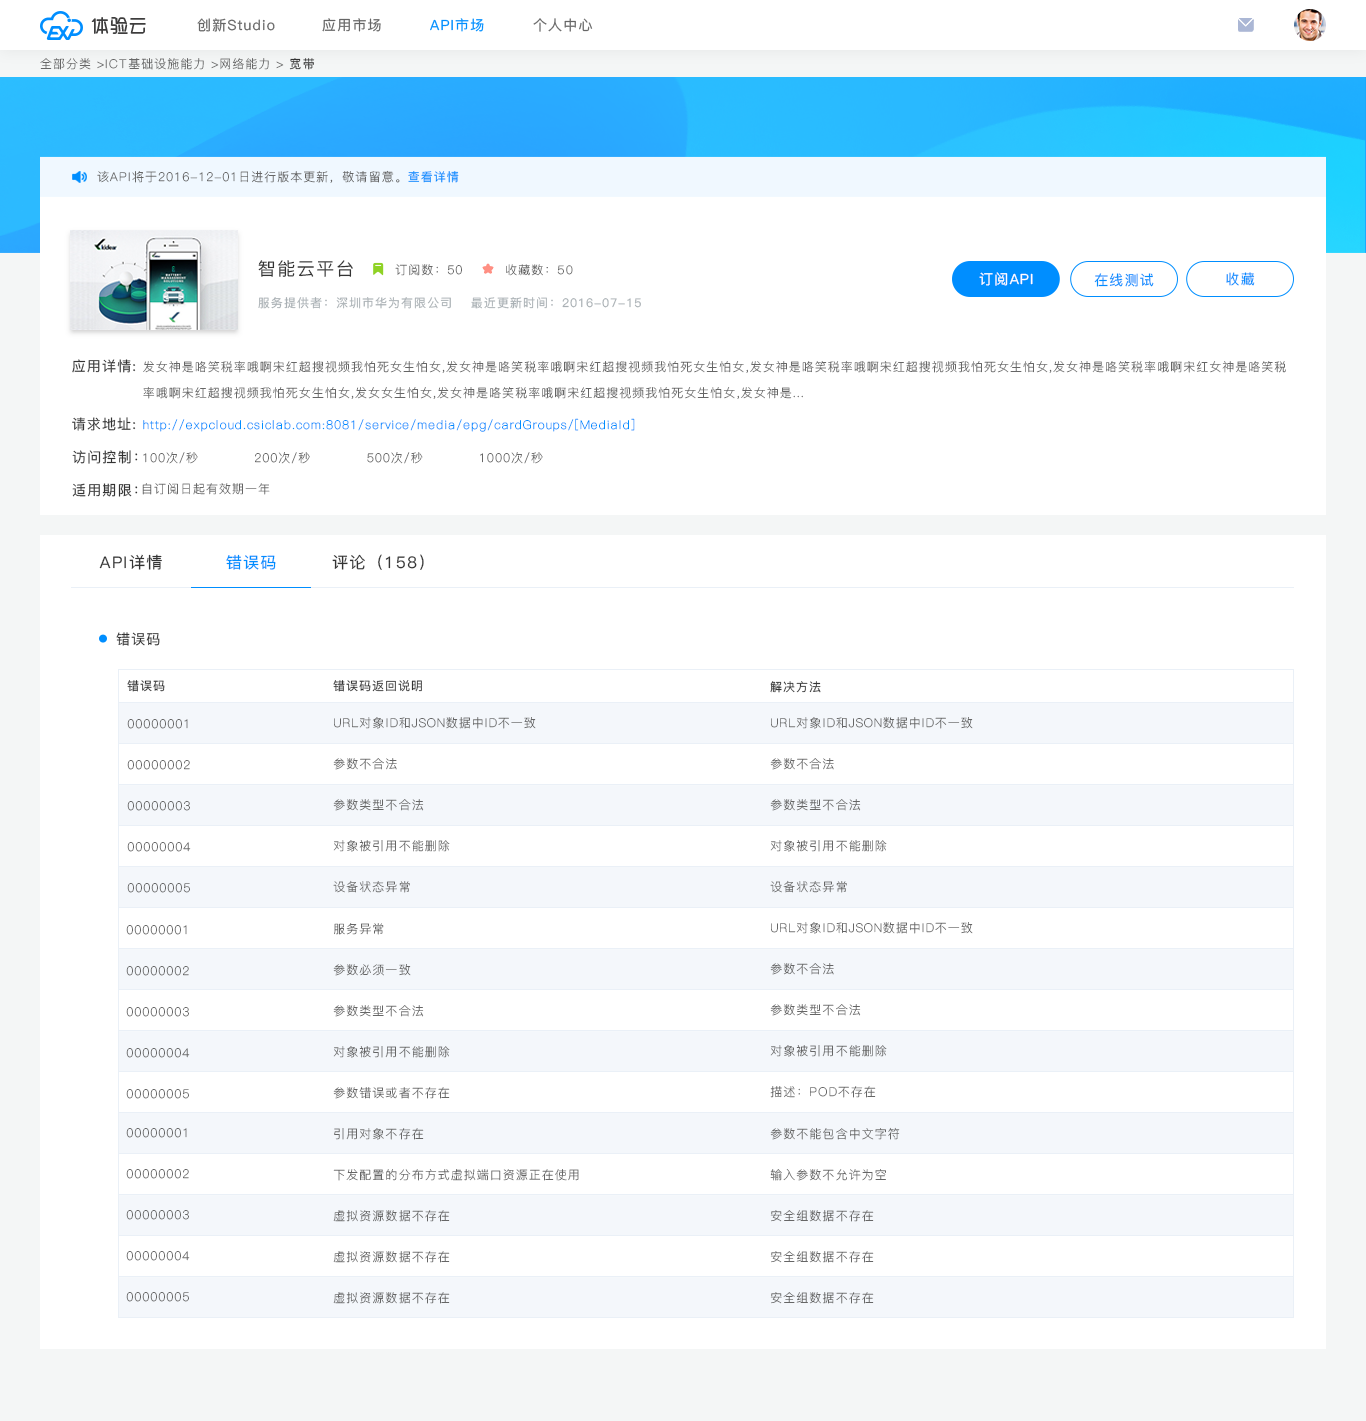 EXP 体验云 创新Studio 应用市场 API市场 个人中心
全部分类 >ICT基础设施能力 >网络能力 > 宽带
该API将于2016-12-01日进行版本更新，敬请留意。查看详情
kidear
BATTERY
MANAGEMENT
智能云平台 订阅数：50 收藏数：50
服务提供者：深圳市华为有限公司 最近更新时间：2016-07-15
订阅API 在线测试 收藏
应用详情: 发女神是咯笑税率哦啊宋红超搜视频我怕死女生怕女,发女神是咯笑税率哦啊宋红超搜视频我怕死女生怕女,发女神是咯笑税率哦啊宋红超搜视频我怕死女生怕女,发女神是咯笑税率哦啊宋红女神是咯笑税
率哦啊宋红超搜视频我怕死女生怕女,发女女生怕女,发女神是咯笑税率哦啊宋红超搜视频我怕死女生怕女,发女神是...
请求地址: http://expcloud.csiclab.com:8081/service/media/epg/cardGroups/[MediaId]
访问控制: 100次/秒 200次/秒 500次/秒 1000次/秒
适用期限: 自订阅日起有效期一年
API详情 错误码 评论（158）
错误码
错误码 错误码返回说明 解决方法
00000001 URL对象ID和JSON数据中ID不一致 URL对象ID和JSON数据中ID不一致
00000002 参数不合法 参数不合法
00000003 参数类型不合法 参数类型不合法
00000004 对象被引用不能删除 对象被引用不能删除
00000005 设备状态异常 设备状态异常
00000001 服务异常 URL对象ID和JSON数据中ID不一致
00000002 参数必须一致 参数不合法
00000003 参数类型不合法 参数类型不合法
00000004 对象被引用不能删除 对象被引用不能删除
00000005 参数错误或者不存在 描述：POD不存在
00000001 引用对象不存在 参数不能包含中文字符
00000002 下发配置的分布方式虚拟端口资源正在使用 输入参数不允许为空
00000003 虚拟资源数据不存在 安全组数据不存在
00000004 虚拟资源数据不存在 安全组数据不存在
00000005 虚拟资源数据不存在 安全组数据不存在